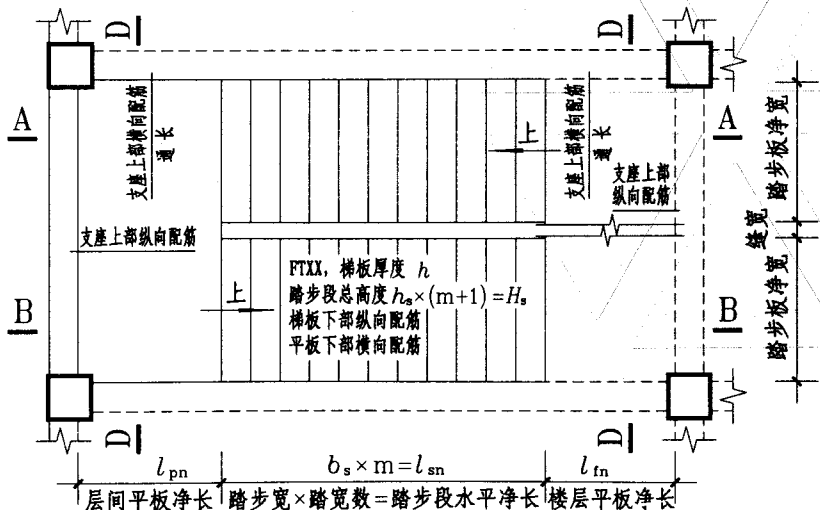 D
D
A
A
支座上部横向配筋
通长
上
支座上部横向配筋
通长
支座上部
纵向配筋
踏步板净宽
缝宽
踏步板净宽
支座上部纵向配筋
FTXX, 梯板厚度 h
踏步段总高度 hs×(m+1)=Hs
梯板下部纵向配筋
平板下部横向配筋
上
B
B
D
D
lpn
bs×m=lsn
lfn
层间平板净长
踏步宽×踏宽数=踏步段水平净长
楼层平板净长